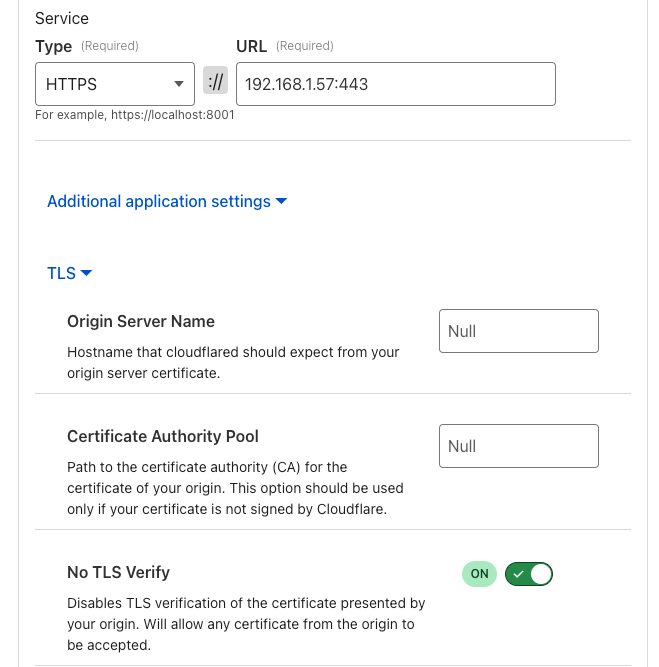 Service
Type (Required) URL (Required)
HTTPS :// 192.168.1.57:443
For example, https://localhost:8001
Additional application settings
TLS
Origin Server Name
Null
Hostname that cloudflared should expect from your
origin server certificate.
Certificate Authority Pool
Null
Path to the certificate authority (CA) for the
certificate of your origin. This option should be used
only if your certificate is not signed by Cloudflare.
No TLS Verify
ON
Disables TLS verification of the certificate presented by
your origin. Will allow any certificate from the origin to
be accepted.